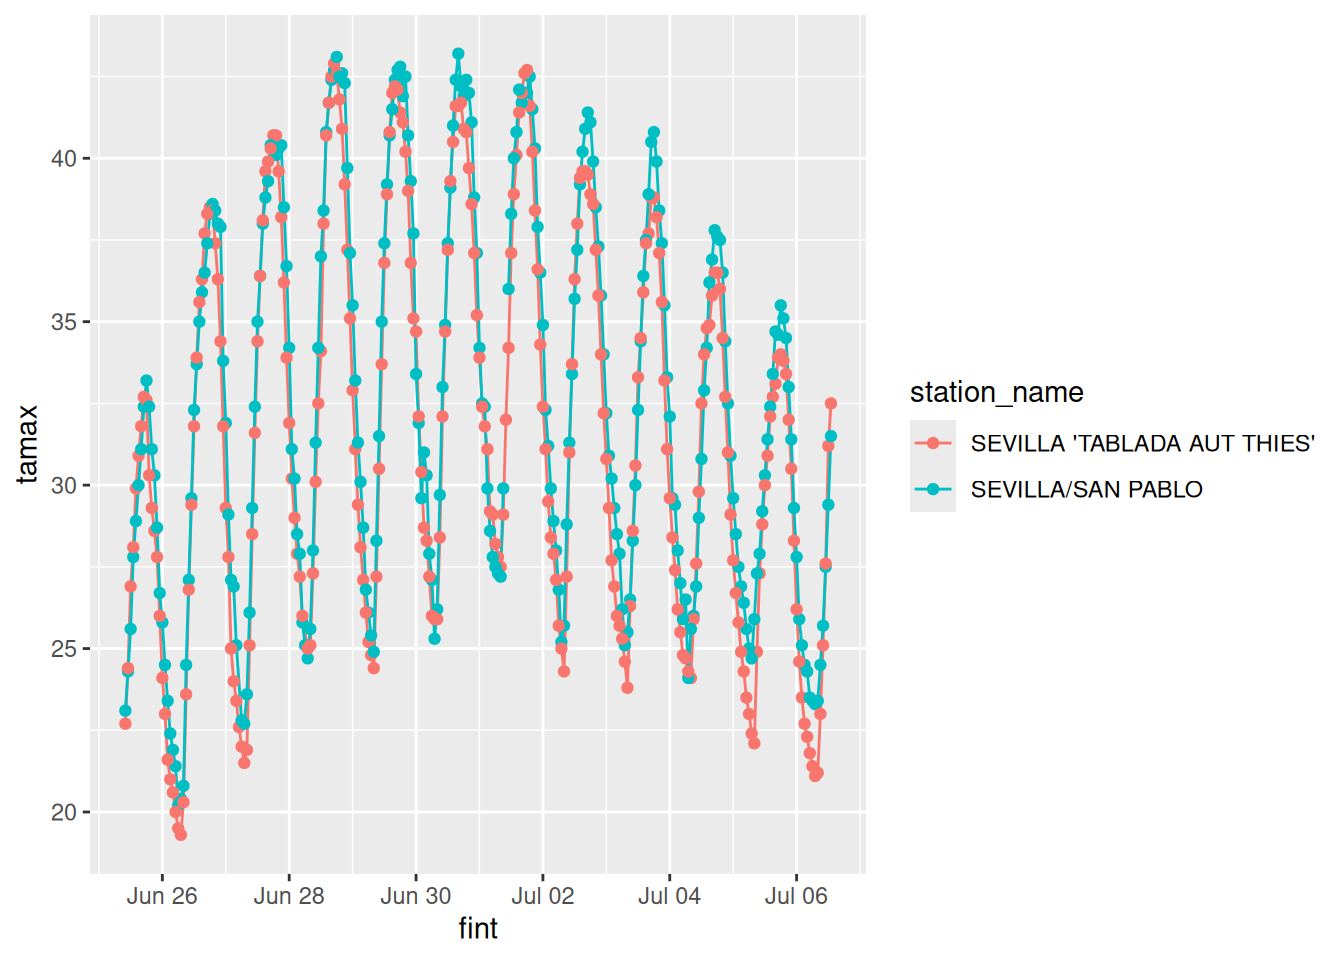 40
35
30
25
20
tamax
Jun 26
Jun 28
Jun 30
Jul 02
Jul 04
Jul 06
fint
station_name
SEVILLA 'TABLADA AUT THIES'
SEVILLA/SAN PABLO